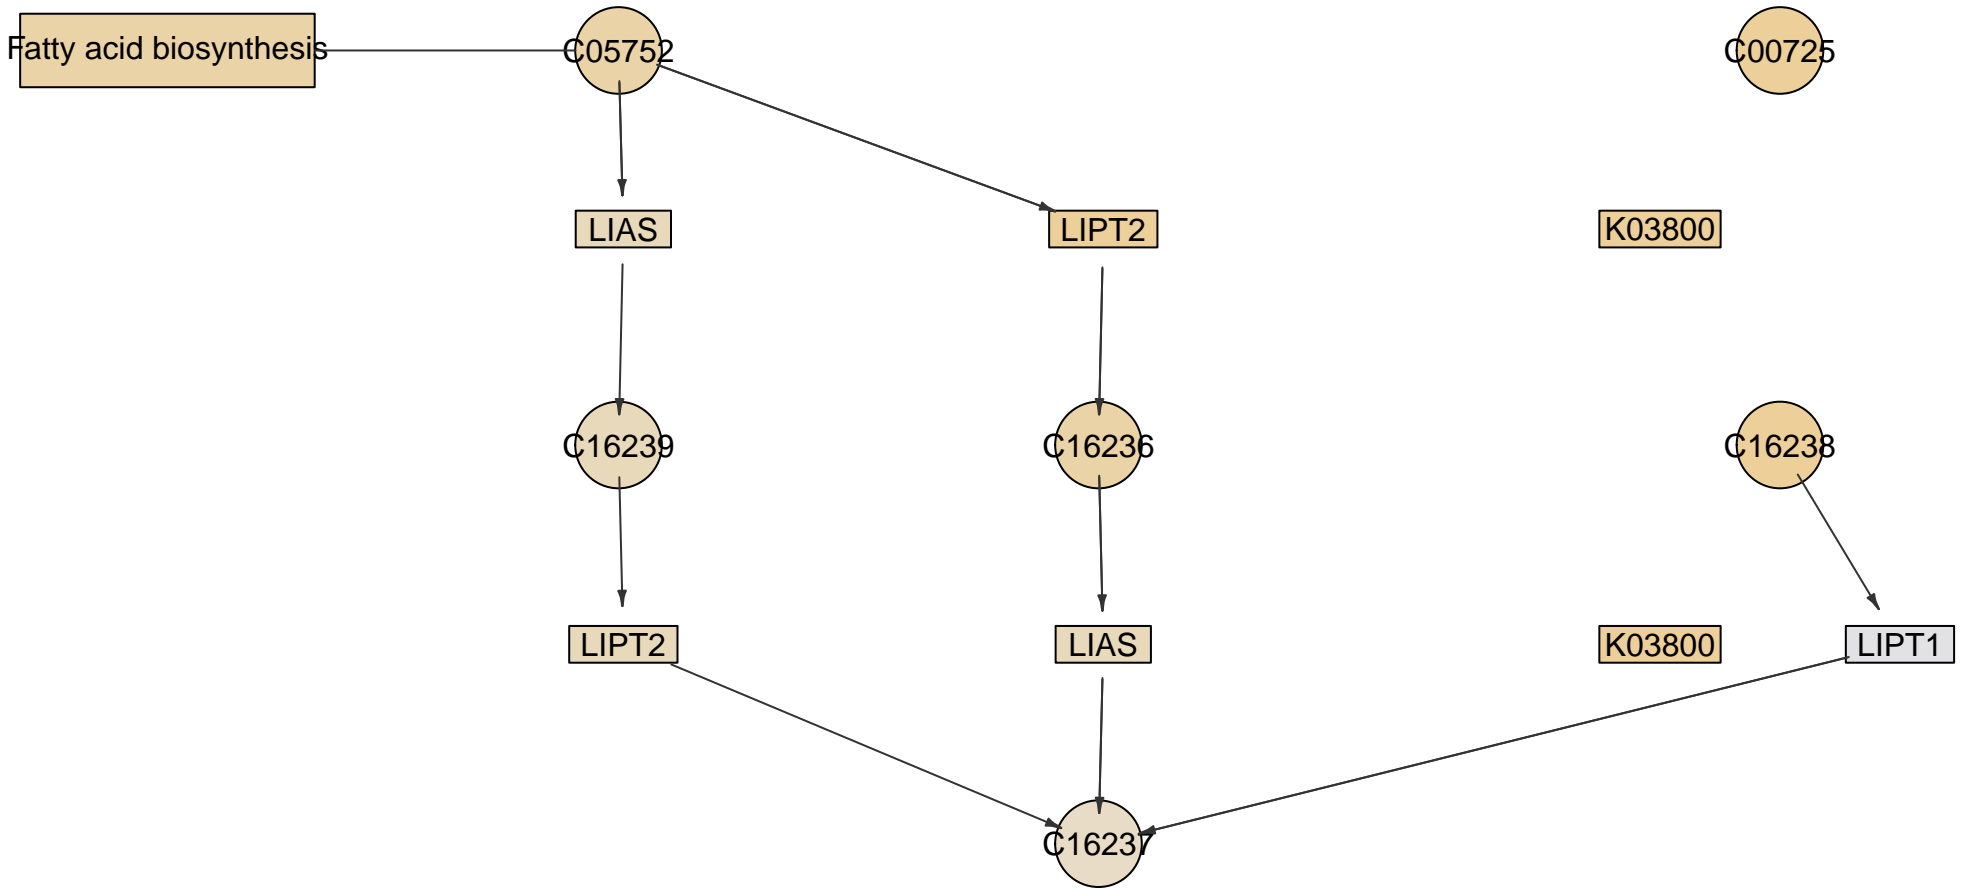 Fatty acid biosynthesis
C05752
C00725
LIAS
LIPT2
K03800
C16239
C16236
C16238
LIPT2
LIAS
K03800
LIPT1
C16237